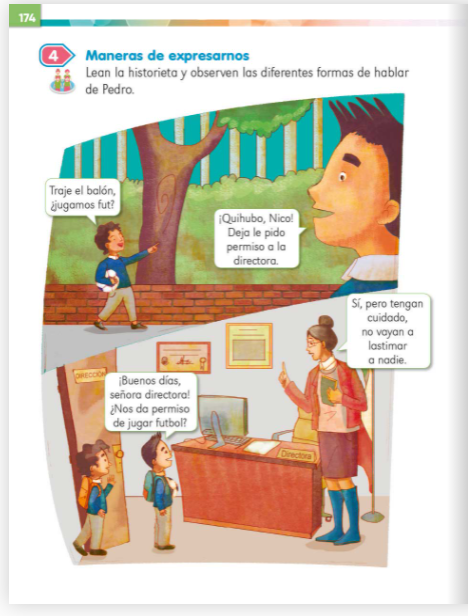 174
4
Maneras de expresarnos
Lean la historieta y observen las diferentes formas de hablar
de Pedro.
Traje el balón,
¿jugamos fut?
¡Quihubo, Nico!
Deja le pido
permiso a la
directora.
Sí, pero tengan
cuidado,
no vayan a
lastimar
a nadie.
DIRECCIÓN
¡Buenos días,
señora directora!
¿Nos da permiso
de jugar futbol?
Directora